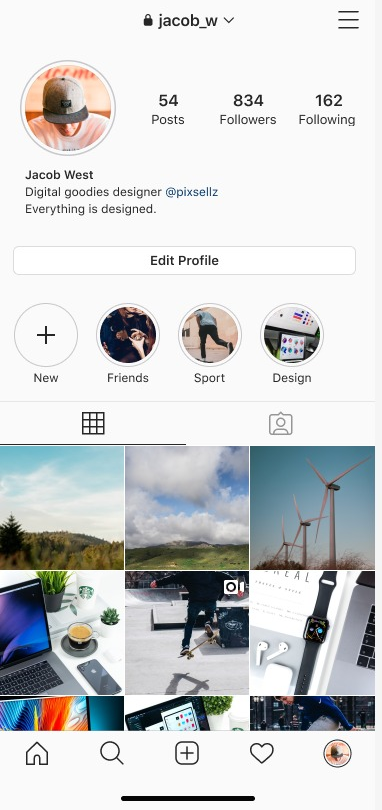 jacob_w
54
834
162
Posts
Followers
Following
Jacob West
Digital goodies designer @pixsellz
Everything is designed.
Edit Profile
New
Friends
Sport
Design